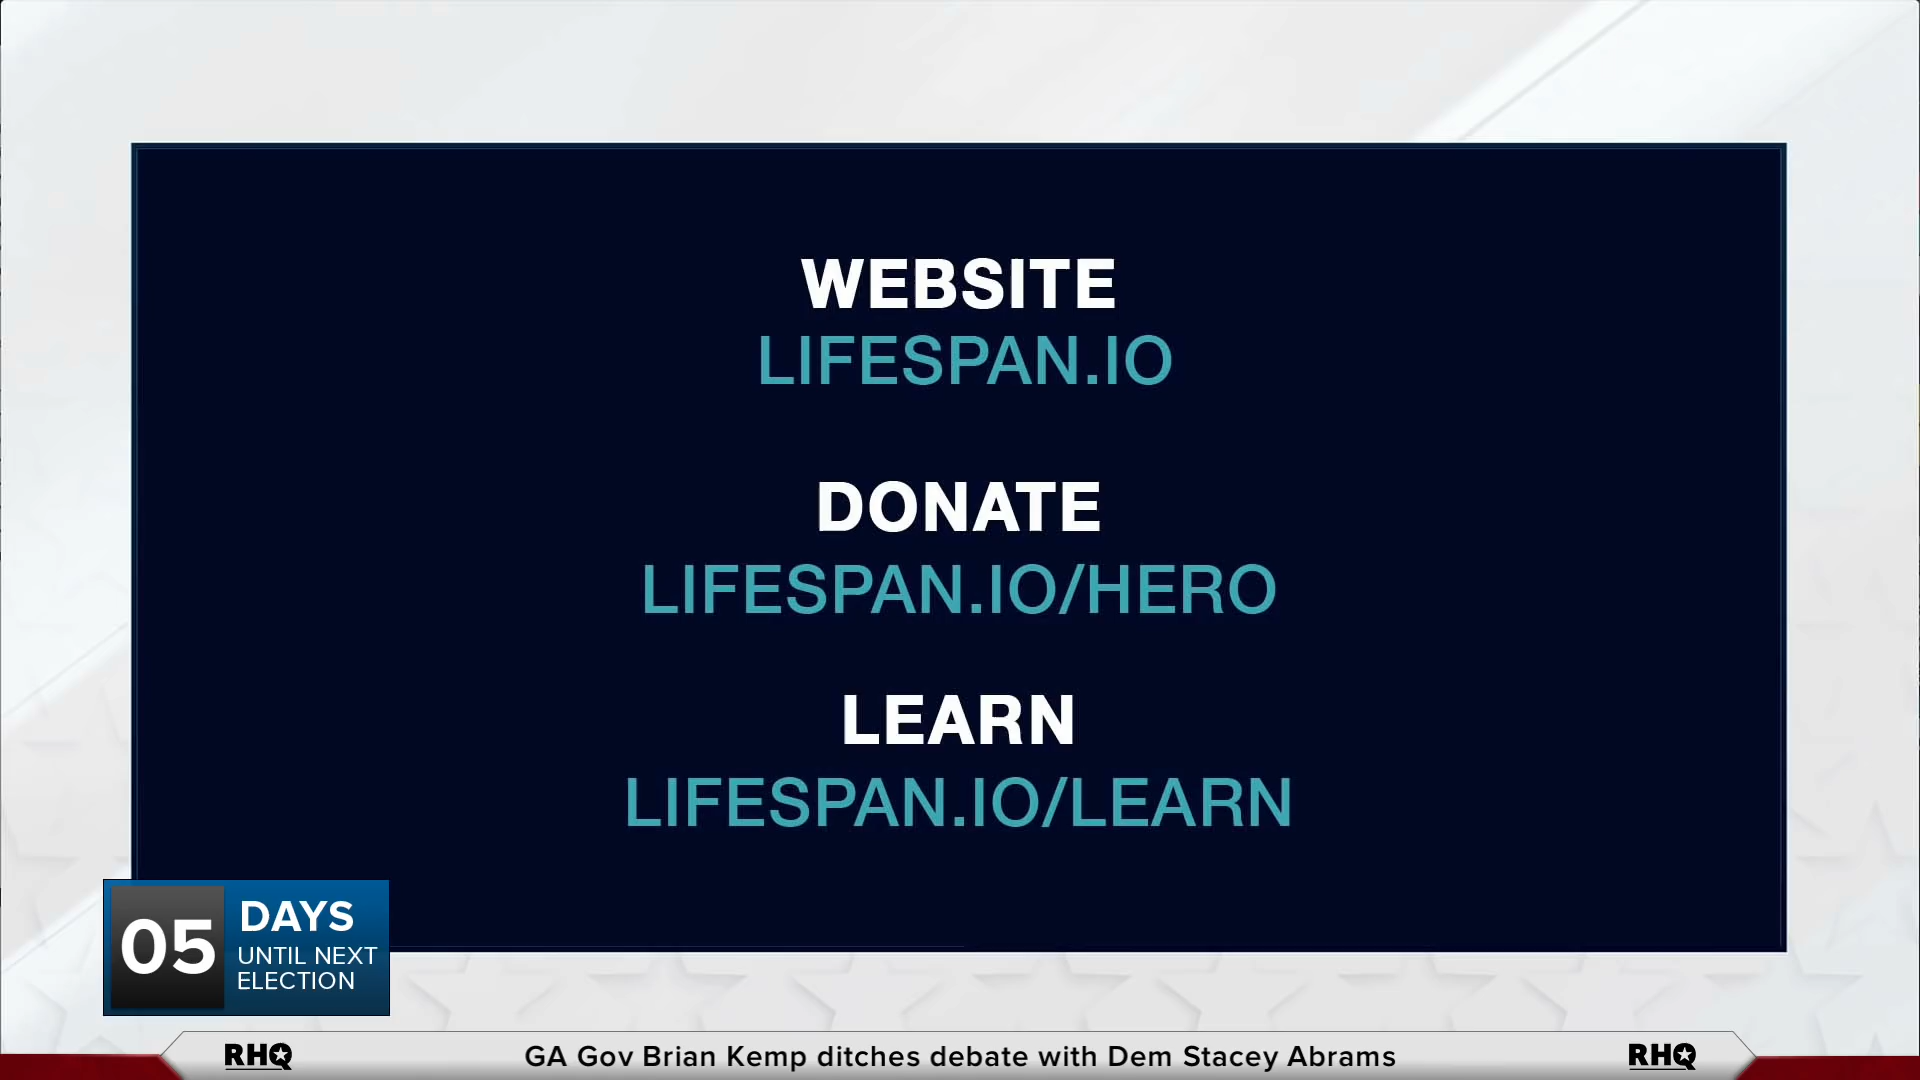 WEBSITE
LIFESPAN.IO
DONATE
LIFESPAN.IO/HERO
LEARN
LIFESPAN.IO/LEARN
05
DAYS
UNTIL NEXT
ELECTION
RHQ
GA Gov Brian Kemp ditches debate with Dem Stacey Abrams
RHQ